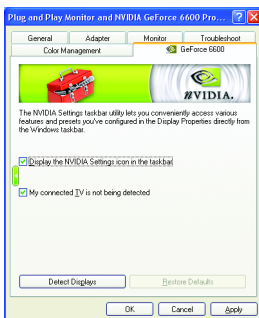 Plug and Play Monitor and NVIDIA GeForce 6600 Pro...
General Adapter Monitor Troubleshoot
Color Management GeForce 6600
NVIDIA.
The NVIDIA Settings taskbar utility lets you conveniently access various
features and presets you've configured in the Display Properties directly from
the Windows taskbar.
Display the NVIDIA Settings icon in the taskbar
My connected TV is not being detected
Detect Displays Restore Defaults
OK Cancel Apply